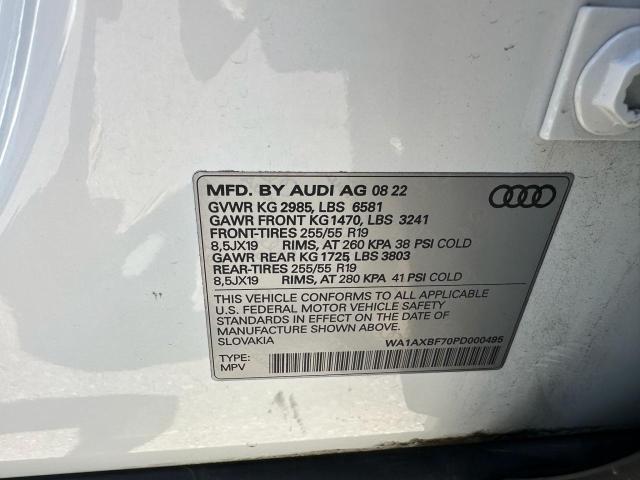 MFD. BY AUDI AG 08 22
GVWR KG 2985, LBS 6581
GAWR FRONT KG1470, LBS 3241
FRONT-TIRES 255/55 R19
8,5JX19 RIMS, AT 260 KPA 38 PSI COLD
GAWR REAR KG 1725 LBS 3803
REAR-TIRES 255/55 R19
8,5JX19 RIMS, AT 280 KPA 41 PSI COLD
THIS VEHICLE CONFORMS TO ALL APPLICABLE
U.S. FEDERAL MOTOR VEHICLE SAFETY
STANDARDS IN EFFECT ON THE DATE OF
MANUFACTURE SHOWN ABOVE.
SLOVAKIA WA1AXBF70PD000495
TYPE:
MPV